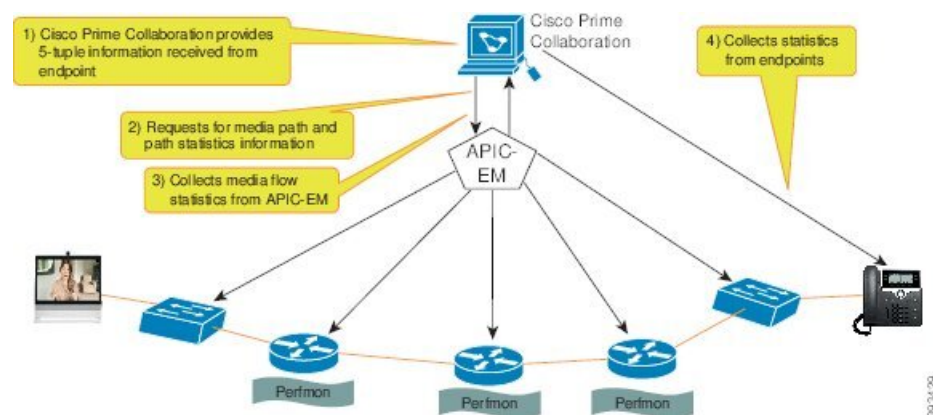 1) Cisco Prime Collaboration provides
5-tuple information received from
endpoint
Cisco Prime
Collaboration
4) Collects statistics
from endpoints
2) Requests for media path and
path statistics information
3) Collects media flow
statistics from APIC-EM
APIC-
EM
Perfmon
Perfmon
Perfmon